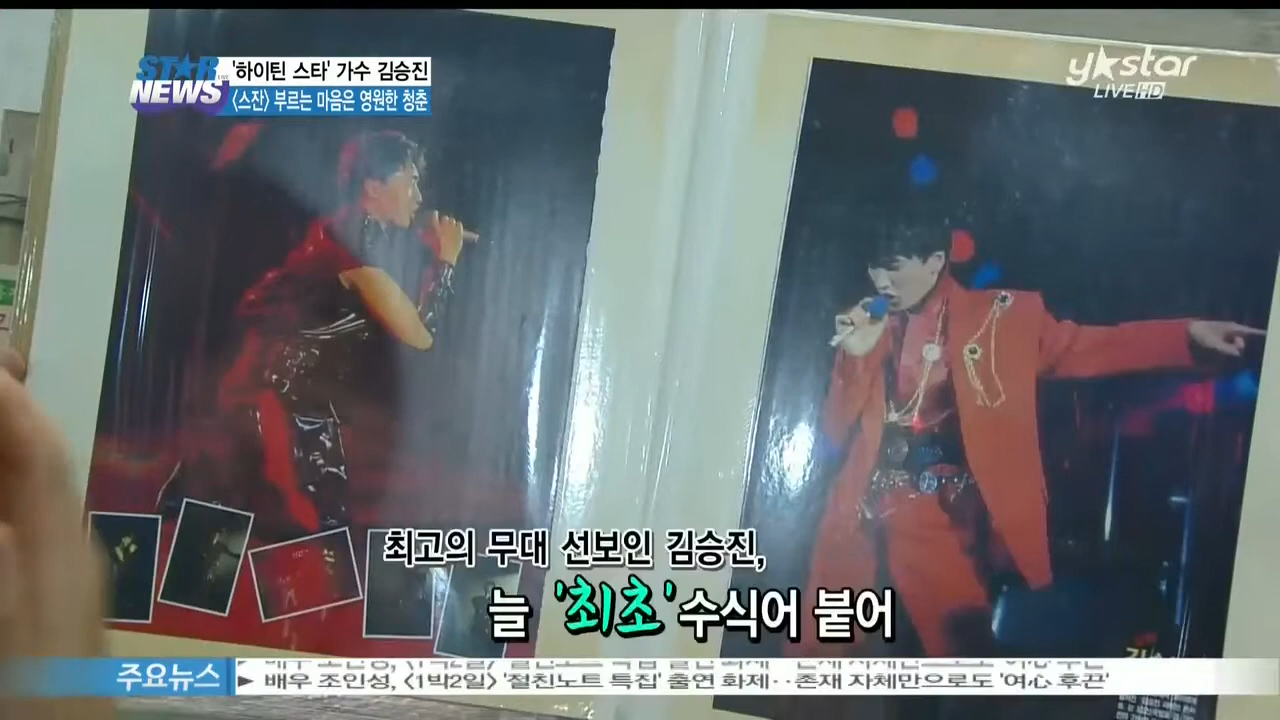 STAR NEWS
'하이틴 스타' 가수 김승진
〈스잔〉 부르는 마음은 영원한 청춘
y★star
LIVE HD
최고의 무대 선보인 김승진,
늘 '최초' 수식어 붙어
주요뉴스
▶ 배우 조인성, 〈1박2일〉 '절친노트 특집' 출연 화제‥존재 자체만으로도 '여心 후끈'